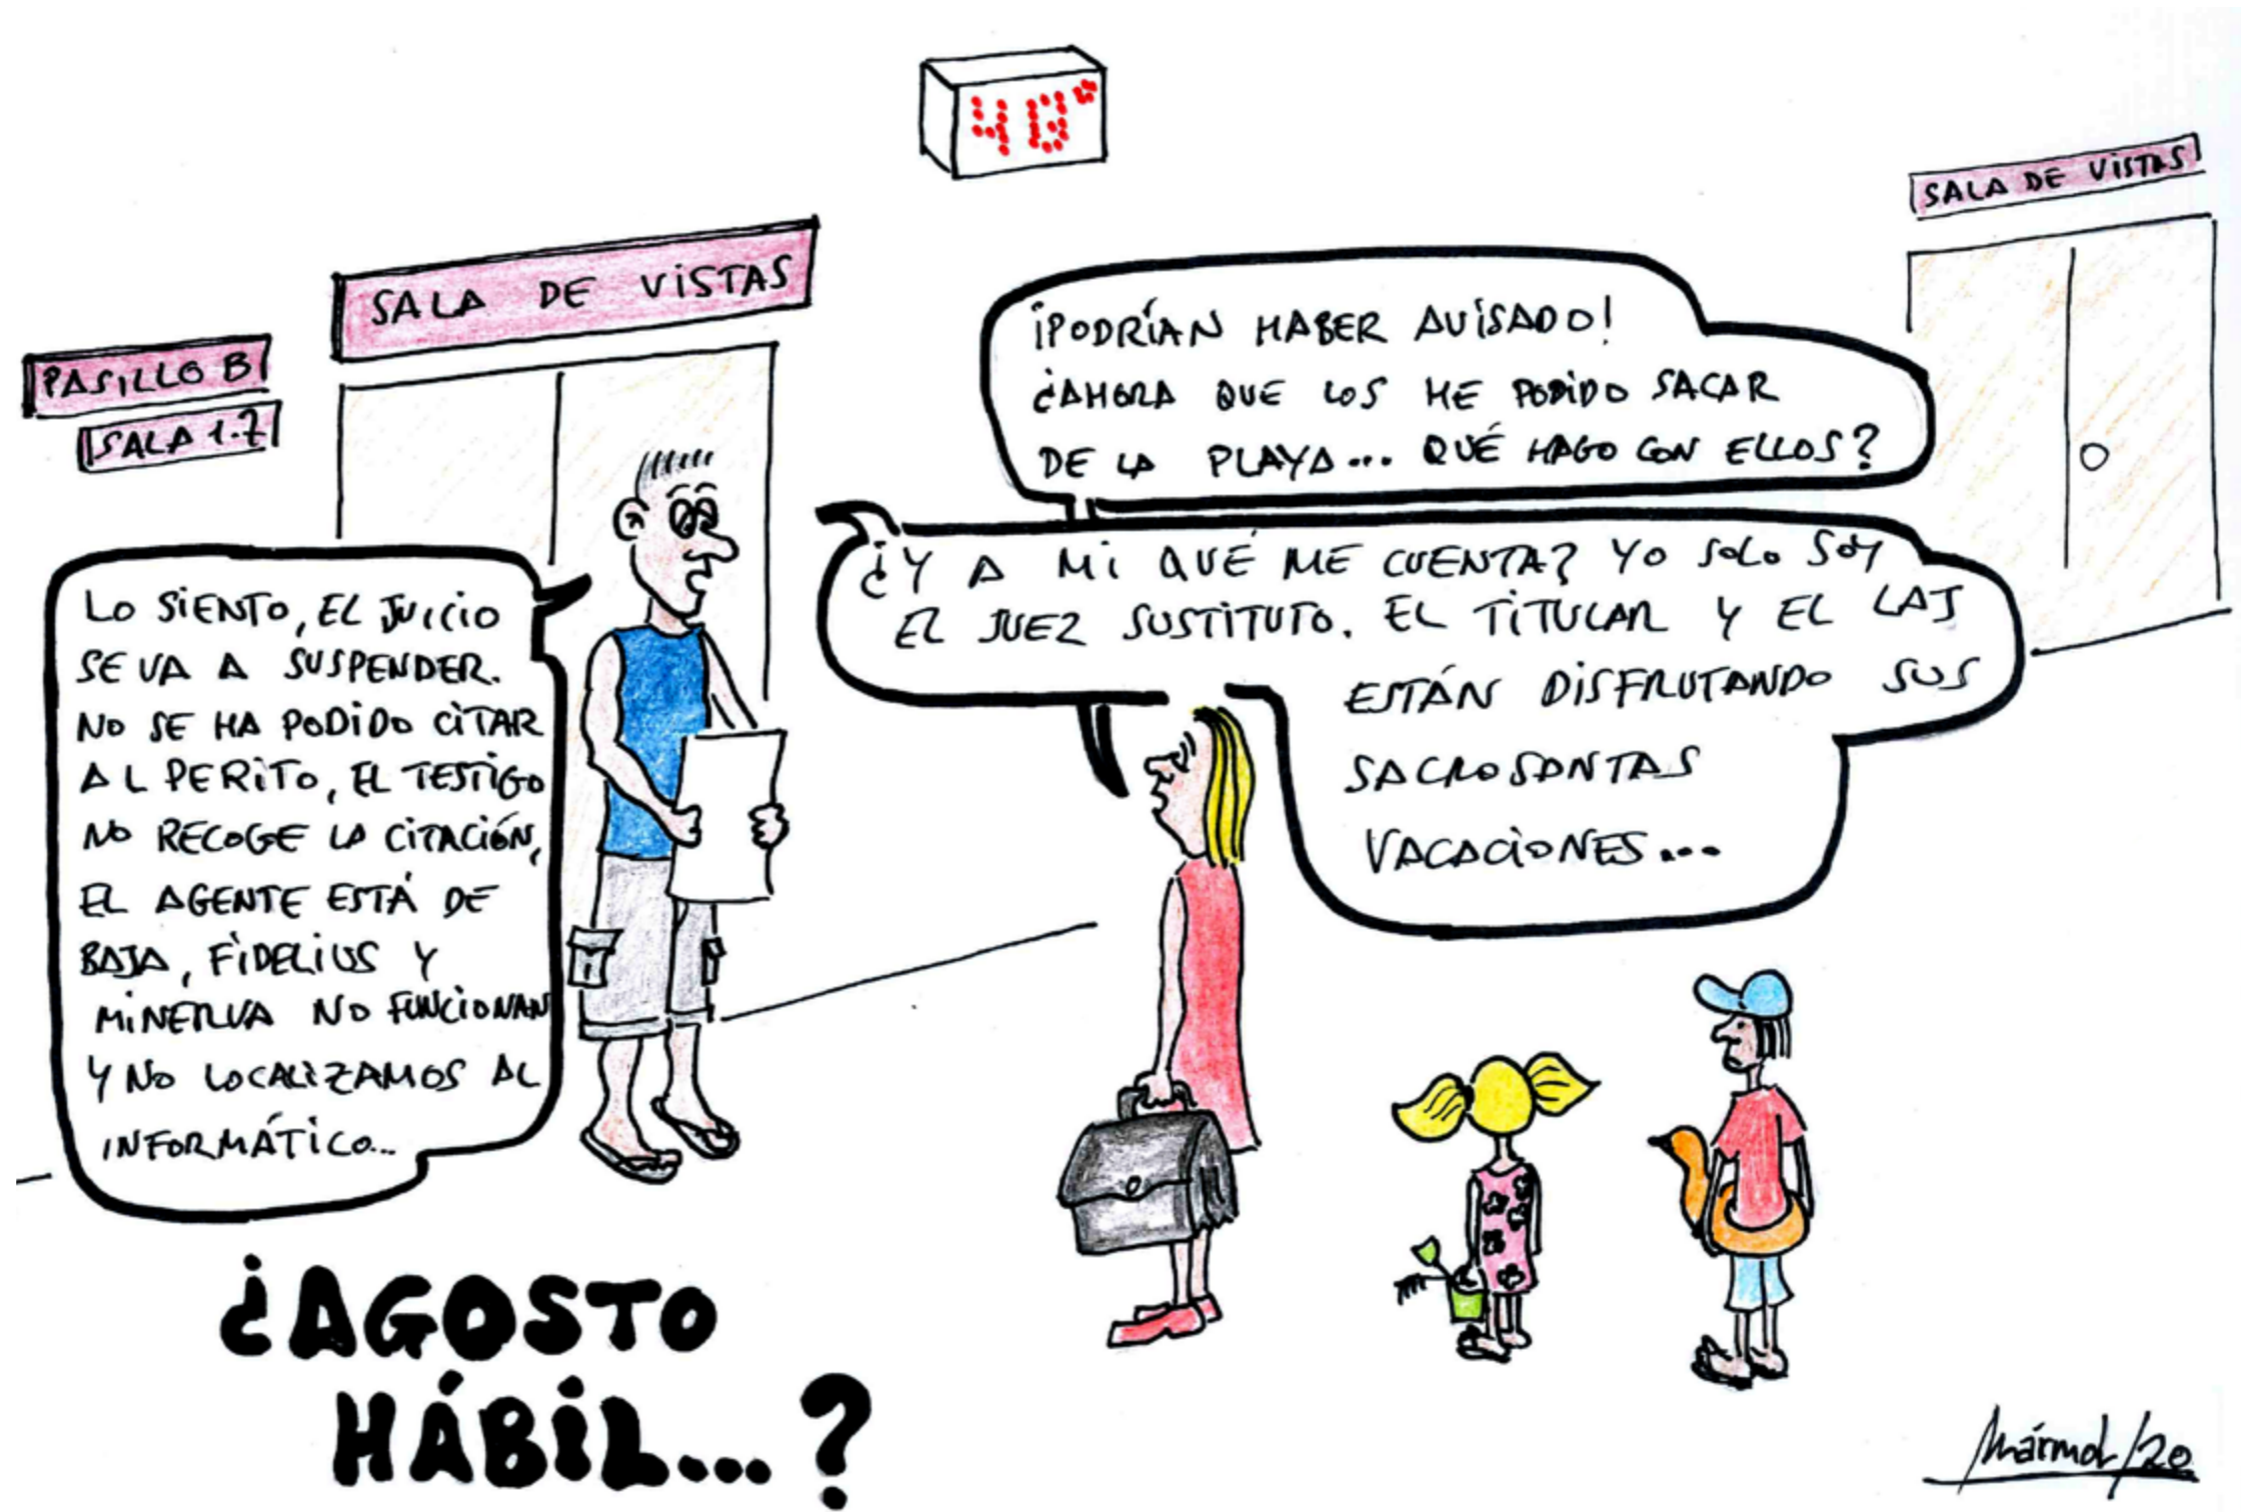 40°
SALA DE VISTAS
SALA DE VISTAS
PASILLO B
SALA 1.7
LO SIENTO, EL JUICIO
SE VA A SUSPENDER.
NO SE HA PODIDO CITAR
AL PERITO, EL TESTIGO
NO RECOGE LA CITACIÓN,
EL AGENTE ESTÁ DE
BAJA, FIDELIUS Y
MINERVA NO FUNCIONAN
Y NO LOCALIZAMOS AL
INFORMÁTICO...
¡PODRÍAN HABER AVISADO!
¿AHORA QUE LOS HE PODIDO SACAR
DE LA PLAYA... QUÉ HAGO CON ELLOS?
¿Y A MI QUÉ ME CUENTA? YO SOLO SOY
EL JUEZ SUSTITUTO. EL TITULAR Y EL LAJ
ESTÁN DISFRUTANDO SUS
SACROSANTAS
VACACIONES...
¿AGOSTO
HÁBIL...?
Mármol/20